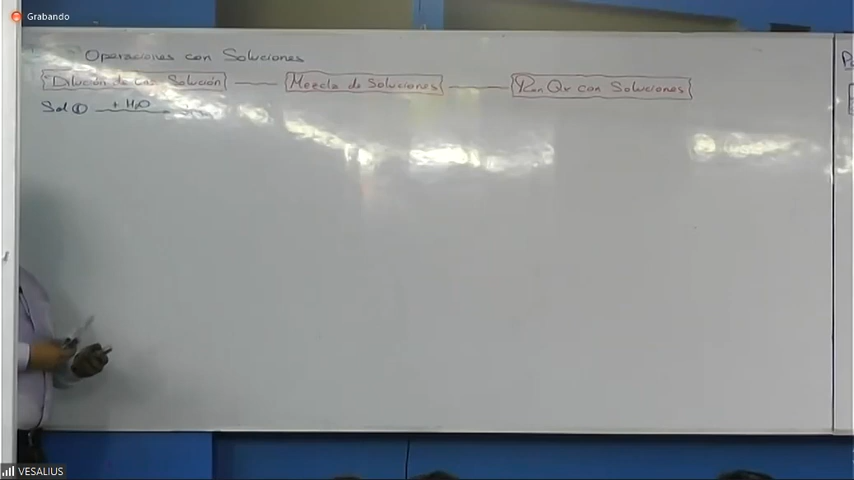 Grabando
Operaciones con Soluciones
Dilución de una Solución — Mezcla de Soluciones — Rxn Qx con Soluciones
Sol ① + H₂O
VESALIUS